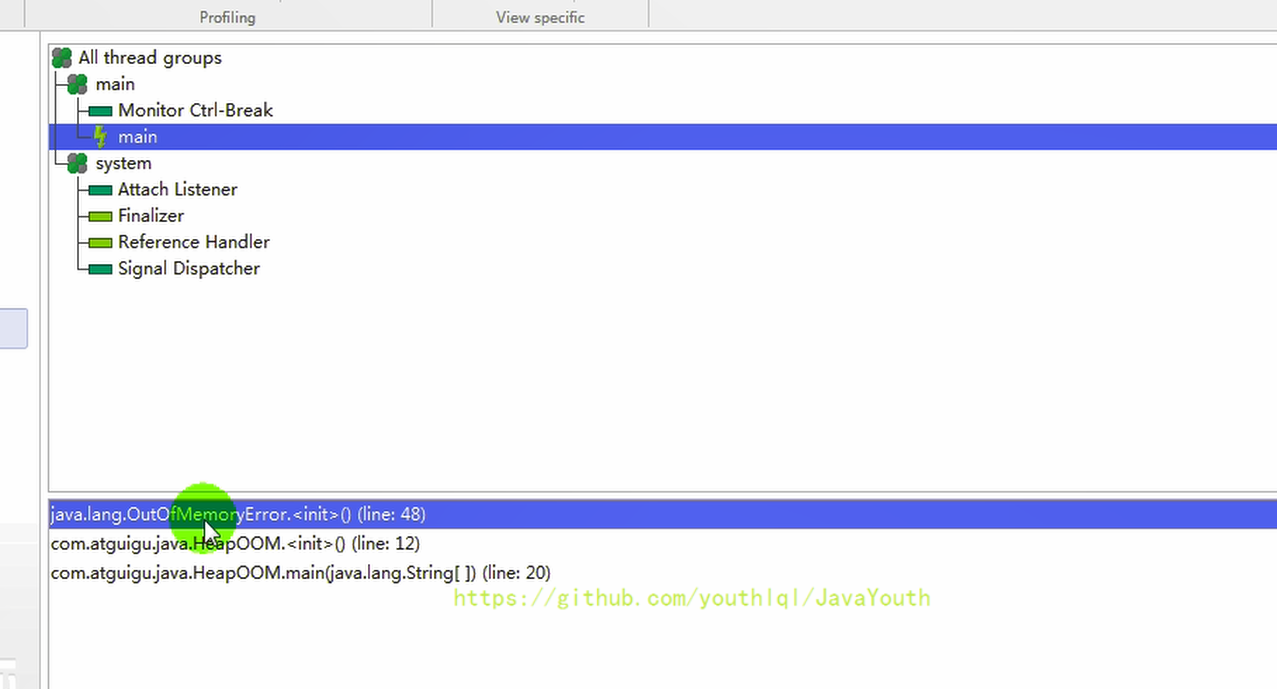 Profiling View specific
All thread groups
main
Monitor Ctrl-Break
main
system
Attach Listener
Finalizer
Reference Handler
Signal Dispatcher
java.lang.OutOfMemoryError.<init>() (line: 48)
com.atguigu.java.HeapOOM.<init>() (line: 12)
com.atguigu.java.HeapOOM.main(java.lang.String[ ]) (line: 20)
https://github.com/youthlql/JavaYouth